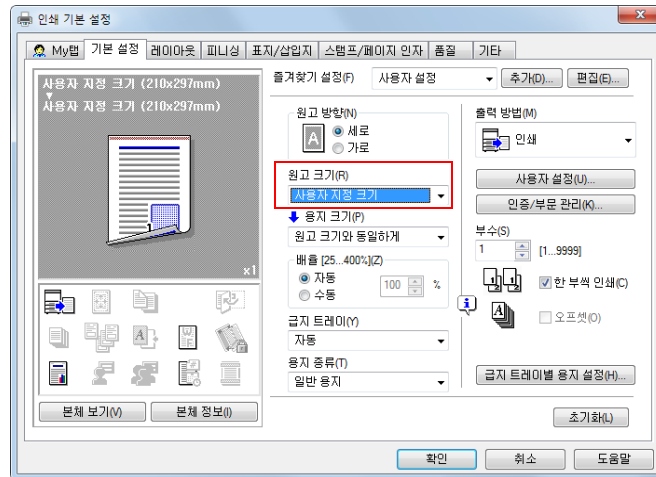 인쇄 기본 설정
My탭 기본 설정 레이아웃 피니싱 표지/삽입지 스탬프/페이지 인자 품질 기타
사용자 지정 크기 (210x297mm)
사용자 지정 크기 (210x297mm)
1
x1
본체 보기(V) 본체 정보(I)
즐겨찾기 설정(F) 사용자 설정 추가(D)... 편집(E)...
원고 방향(N)
A
세로
가로
원고 크기(R)
사용자 지정 크기
용지 크기(P)
원고 크기와 동일하게
배율 [25...400%](Z)
자동
수동
100 %
급지 트레이(Y)
자동
용지 종류(T)
일반 용지
출력 방법(M)
인쇄
사용자 설정(U)...
인증/부문 관리(K)...
부수(S)
1 [1...9999]
한 부씩 인쇄(C)
오프셋(O)
급지 트레이별 용지 설정(H)...
초기화(L)
확인 취소 도움말